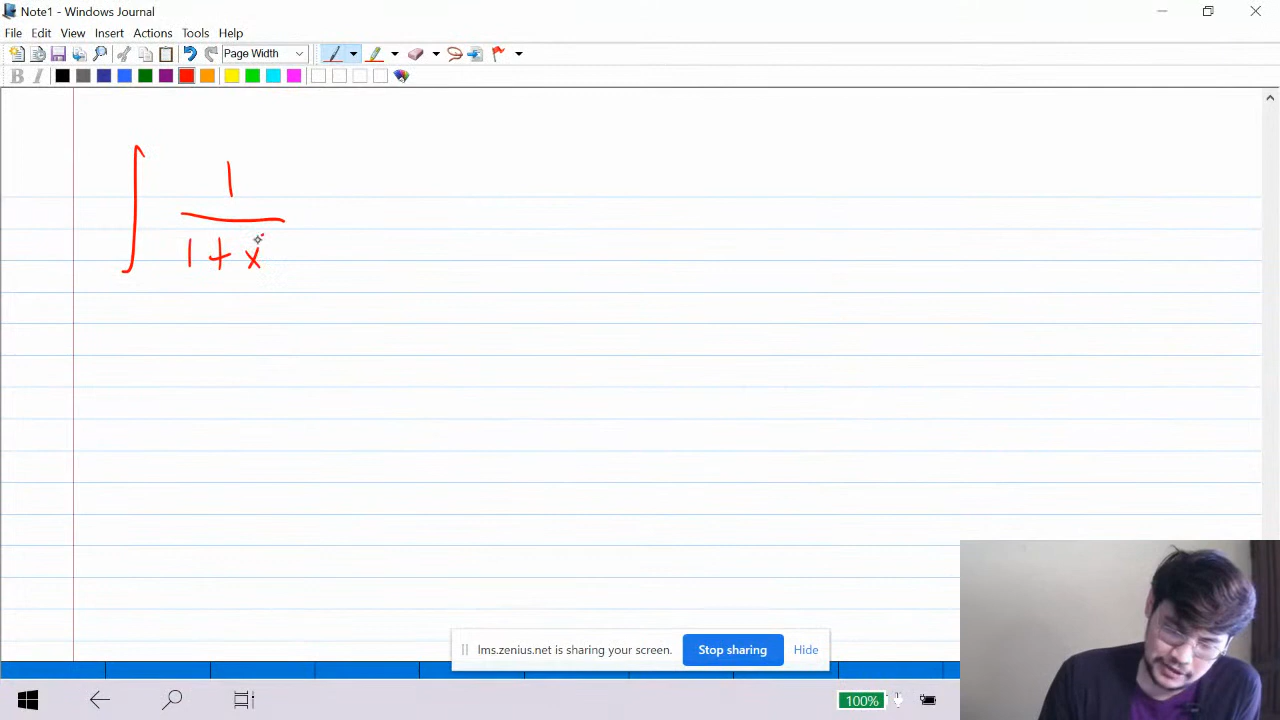 Note1 - Windows Journal
File Edit View Insert Actions Tools Help
Page Width
B I
∫ 1
1 + x
lms.zenius.net is sharing your screen. Stop sharing Hide
100%